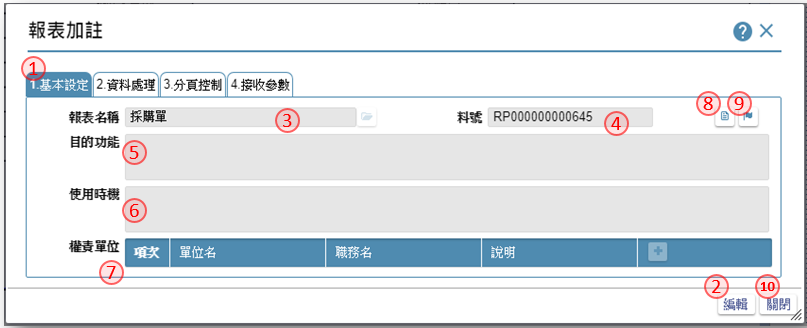 報表加註
?
1
1.基本設定 2.資料處理 3.分頁控制 4.接收參數
8 9
報表名稱 採購單 3 料號 RP000000000645 4
目的功能
5
使用時機
6
權責單位 項次 單位名 職務名 說明 +
7
2 10
編輯 關閉